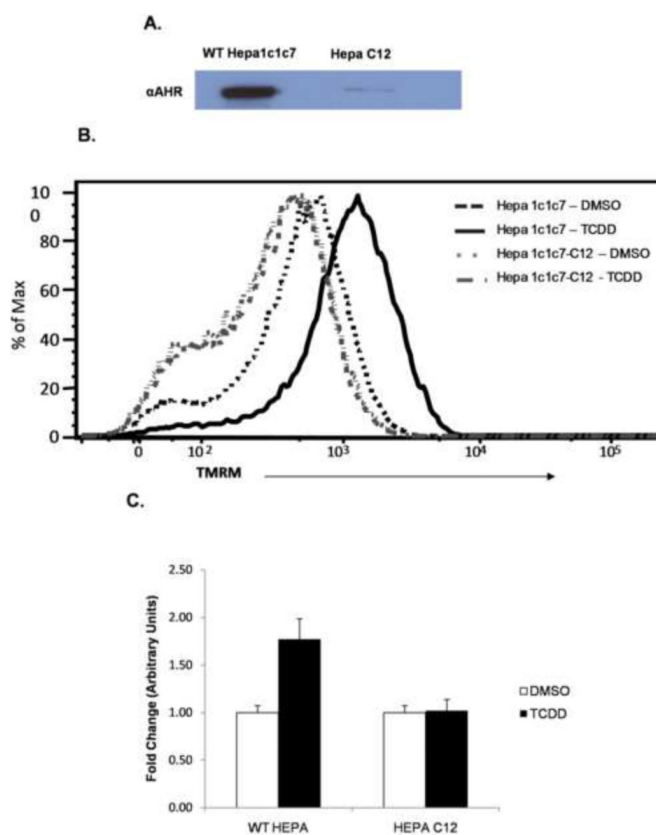 A.
WT Hepa1c1c7 Hepa C12
αAHR
B.
10
0
80
60
40
20
0
% of Max
Hepa 1c1c7 – DMSO
Hepa 1c1c7 – TCDD
Hepa 1c1c7-C12 – DMSO
Hepa 1c1c7-C12 - TCDD
0 10² 10³ 10⁴ 10⁵
TMRM
C.
Fold Change (Arbitrary Units)
2.50
2.00
1.50
1.00
0.50
0.00
DMSO
TCDD
WT HEPA HEPA C12